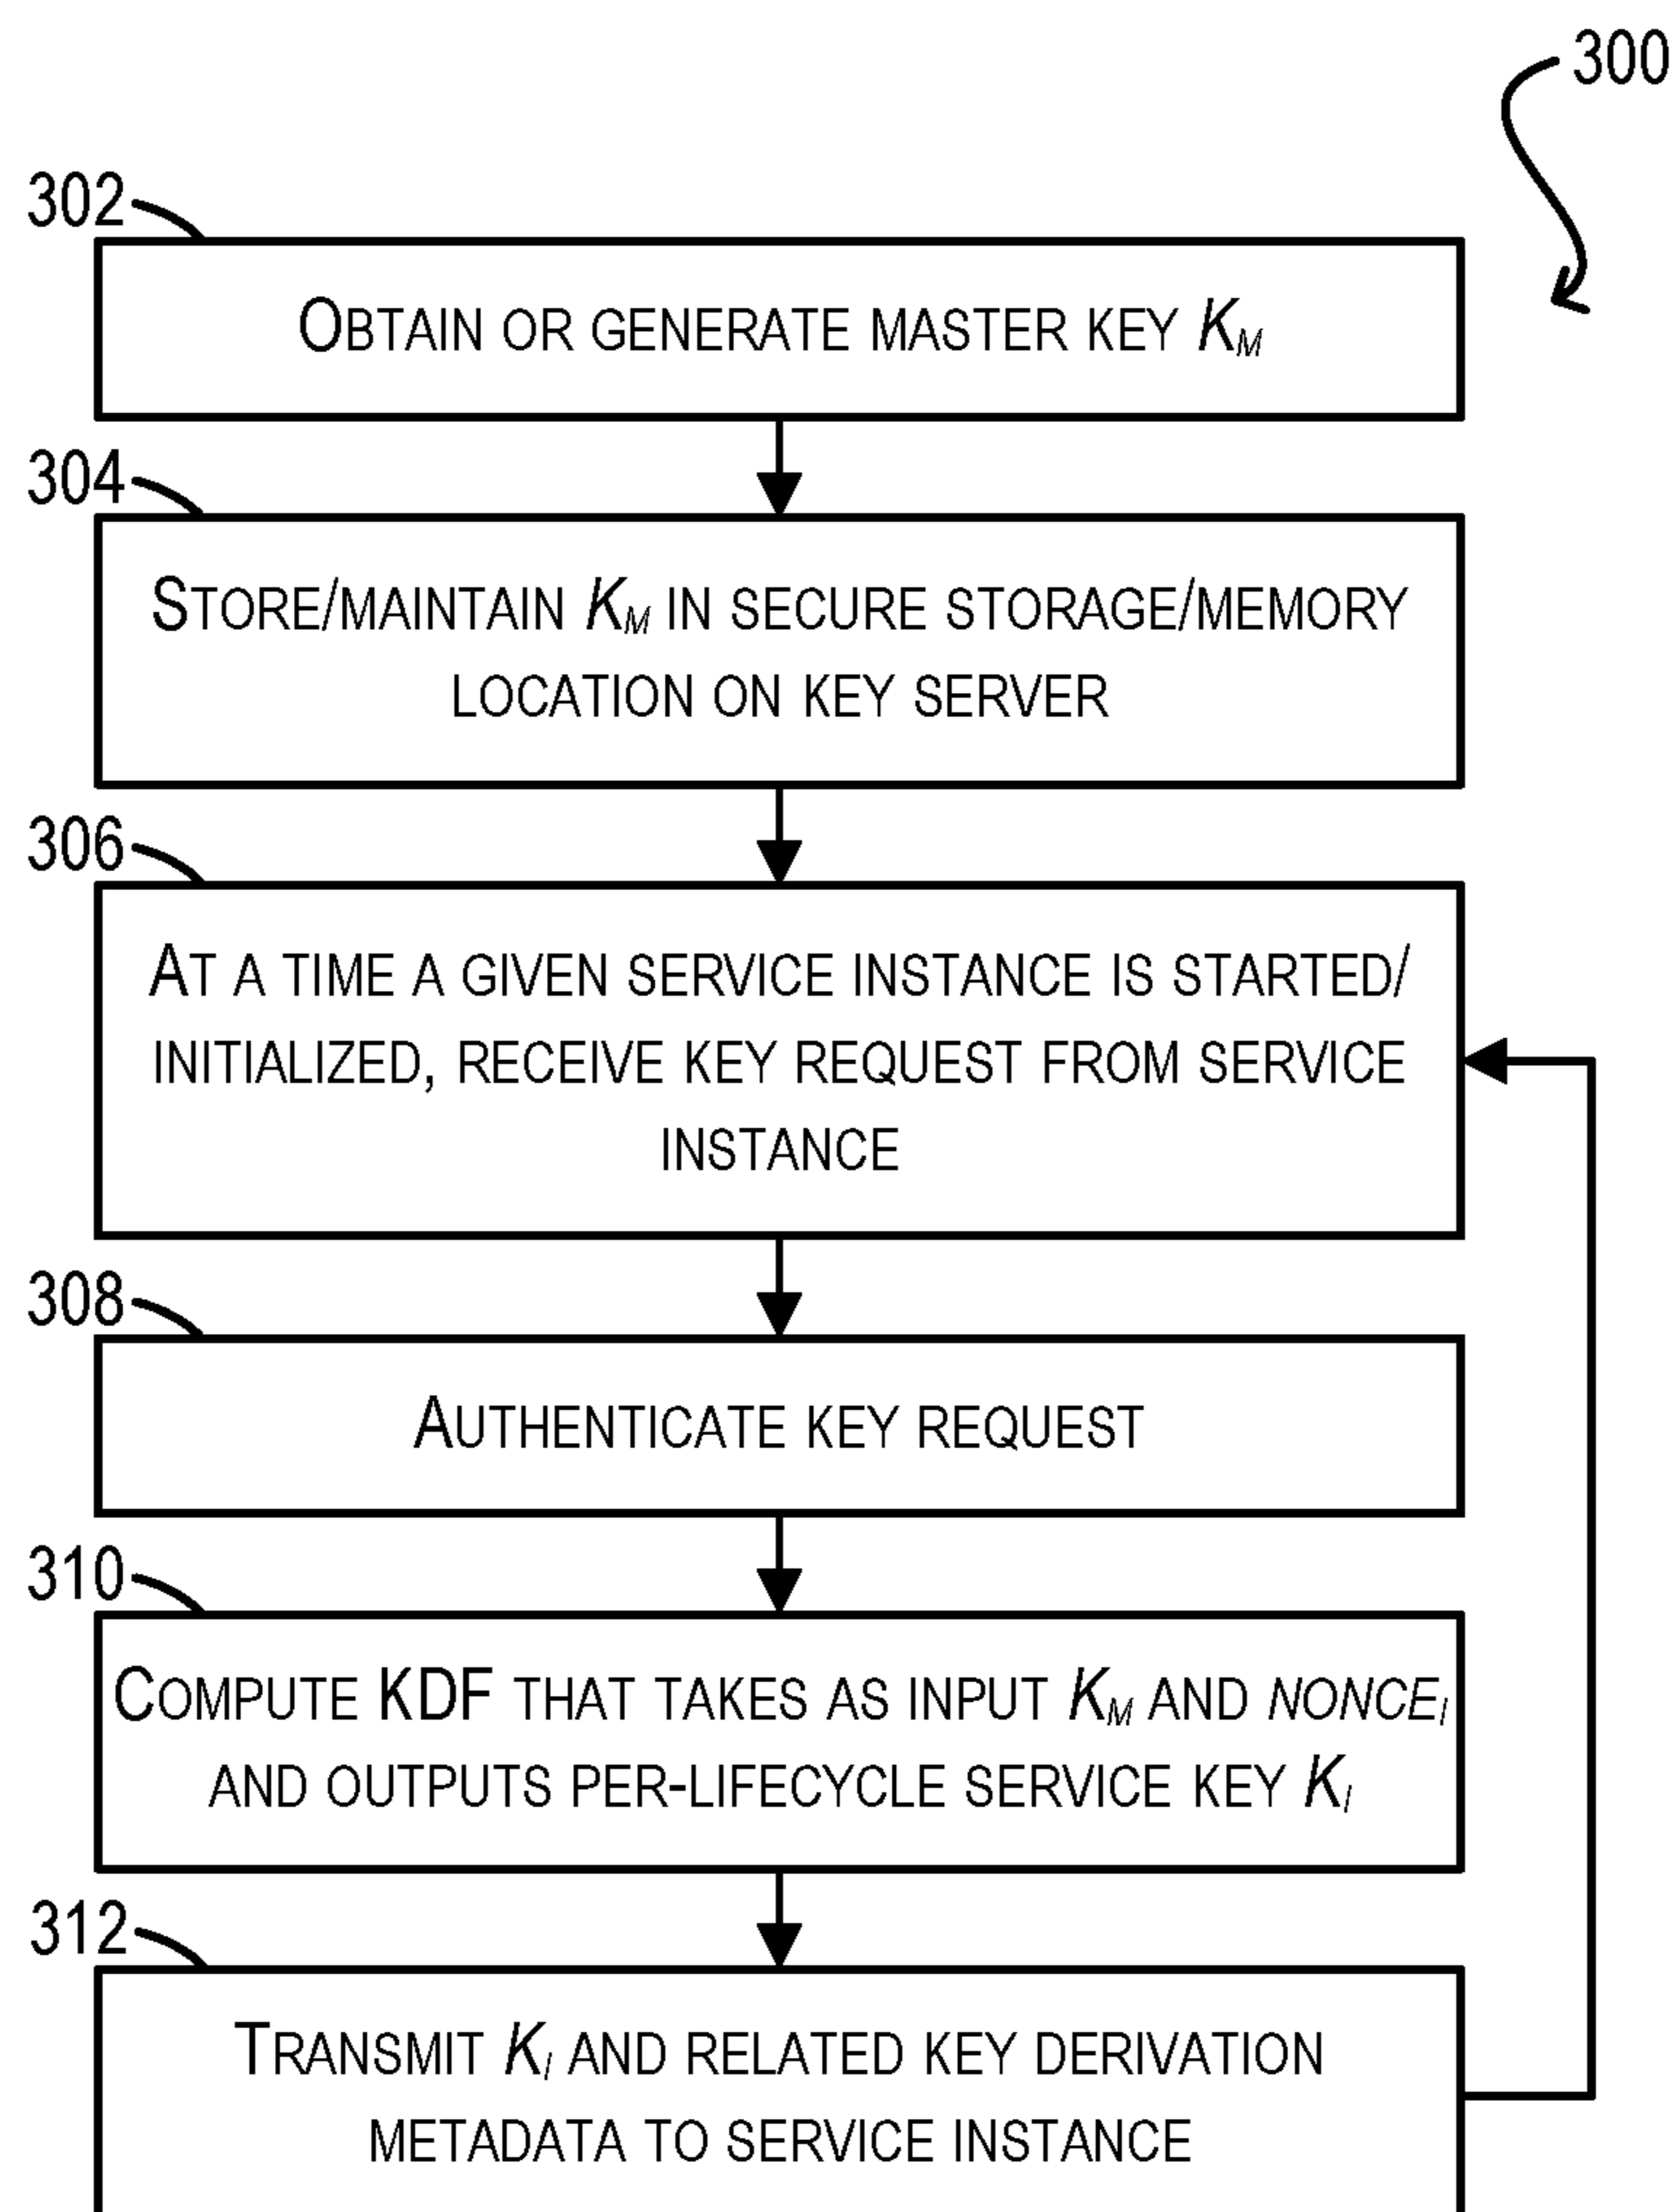 300
302
OBTAIN OR GENERATE MASTER KEY KM
304
STORE/MAINTAIN KM IN SECURE STORAGE/MEMORY
LOCATION ON KEY SERVER
306
AT A TIME A GIVEN SERVICE INSTANCE IS STARTED/
INITIALIZED, RECEIVE KEY REQUEST FROM SERVICE
INSTANCE
308
AUTHENTICATE KEY REQUEST
310
COMPUTE KDF THAT TAKES AS INPUT KM AND NONCEI
AND OUTPUTS PER-LIFECYCLE SERVICE KEY KI
312
TRANSMIT KI AND RELATED KEY DERIVATION
METADATA TO SERVICE INSTANCE